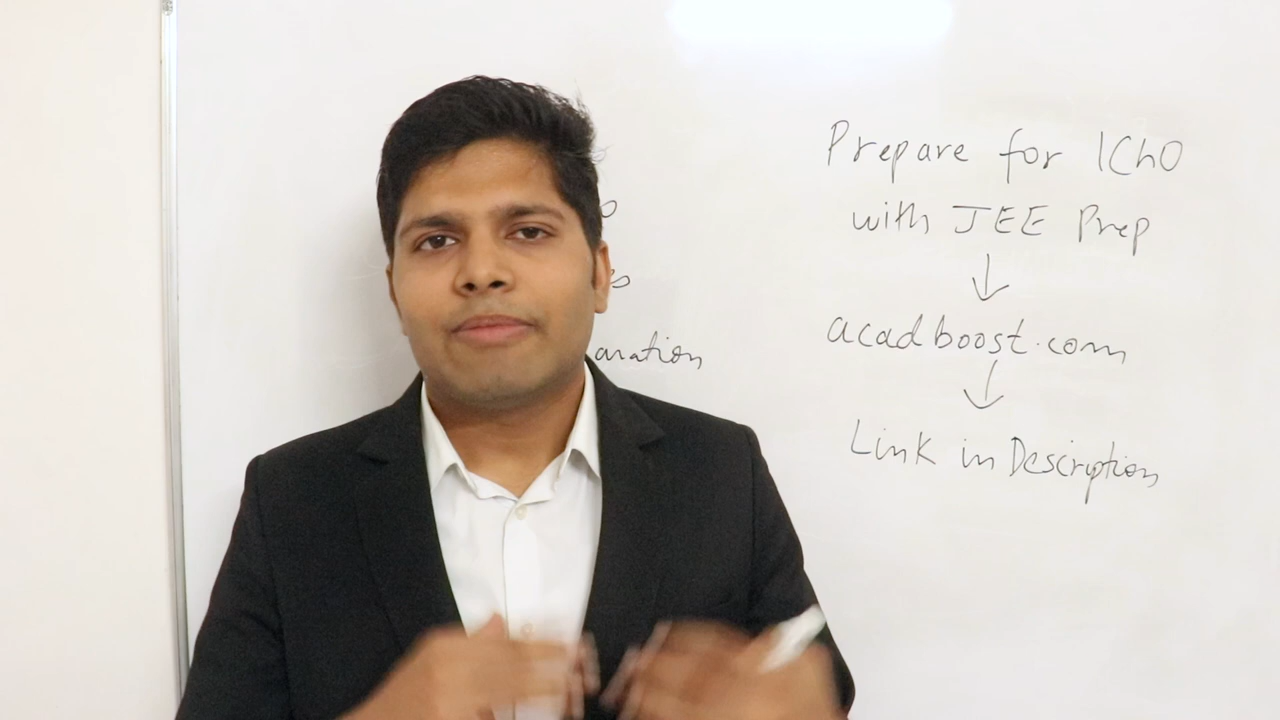 Prepare for IChO
with JEE Prep
↓
acadboost.com
↓
Link in Description